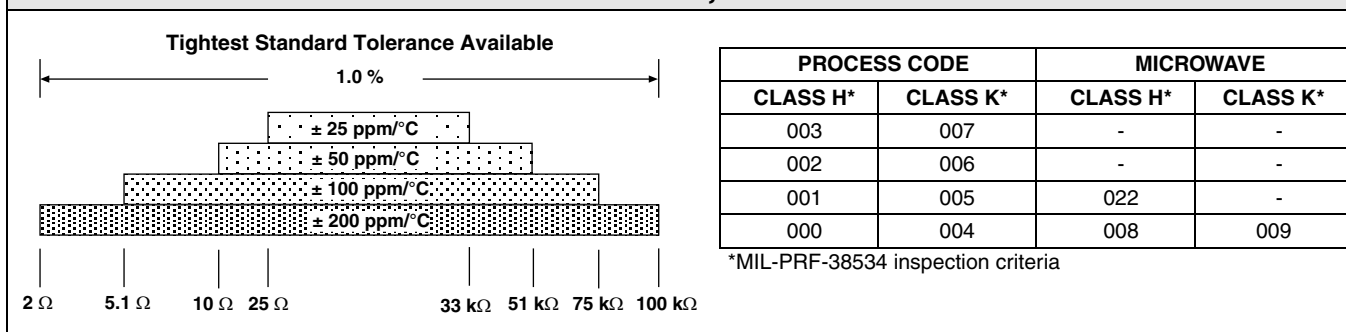 Tightest Standard Tolerance Available
1.0 %
± 25 ppm/°C
± 50 ppm/°C
± 100 ppm/°C
± 200 ppm/°C
2 Ω 5.1 Ω 10 Ω 25 Ω 33 kΩ 51 kΩ 75 kΩ 100 kΩ
PROCESS CODE MICROWAVE
CLASS H* CLASS K* CLASS H* CLASS K*
003 007 - -
002 006 - -
001 005 022 -
000 004 008 009
*MIL-PRF-38534 inspection criteria